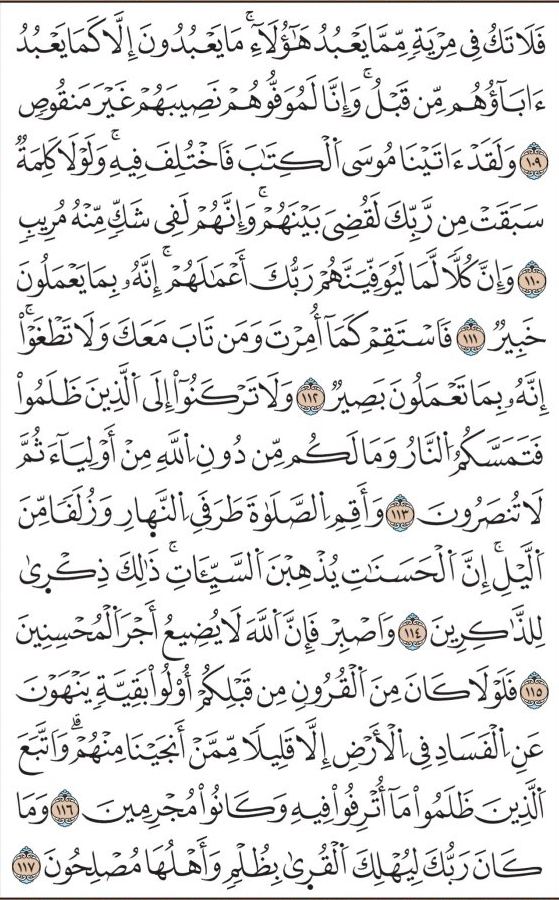 فَلَا تَكُ فِي مِرْيَةٍ مِّمَّا يَعْبُدُ هَٰٓؤُلَآءِ ۚ مَا يَعْبُدُونَ إِلَّا كَمَا يَعْبُدُ
ءَابَآؤُهُم مِّن قَبْلُ ۚ وَإِنَّا لَمُوَفُّوهُمْ نَصِيبَهُمْ غَيْرَ مَنقُوصٍ
١٠٩ وَلَقَدْ ءَاتَيْنَا مُوسَى ٱلْكِتَٰبَ فَٱخْتُلِفَ فِيهِ ۚ وَلَوْلَا كَلِمَةٌ
سَبَقَتْ مِن رَّبِّكَ لَقُضِيَ بَيْنَهُمْ ۚ وَإِنَّهُمْ لَفِي شَكٍّ مِّنْهُ مُرِيبٍ
١١٠ وَإِنَّ كُلًّا لَّمَا لَيُوَفِّيَنَّهُمْ رَبُّكَ أَعْمَٰلَهُمْ ۚ إِنَّهُۥ بِمَا يَعْمَلُونَ
خَبِيرٌ ١١١ فَٱسْتَقِمْ كَمَآ أُمِرْتَ وَمَن تَابَ مَعَكَ وَلَا تَطْغَوْا۟ ۚ
إِنَّهُۥ بِمَا تَعْمَلُونَ بَصِيرٌ ١١٢ وَلَا تَرْكَنُوٓا۟ إِلَى ٱلَّذِينَ ظَلَمُوا۟
فَتَمَسَّكُمُ ٱلنَّارُ وَمَا لَكُم مِّن دُونِ ٱللَّهِ مِنْ أَوْلِيَآءَ ثُمَّ
لَا تُنصَرُونَ ١١٣ وَأَقِمِ ٱلصَّلَوٰةَ طَرَفَيِ ٱلنَّهَارِ وَزُلَفًا مِّنَ
ٱلَّيْلِ ۚ إِنَّ ٱلْحَسَنَٰتِ يُذْهِبْنَ ٱلسَّيِّـَٔاتِ ۚ ذَٰلِكَ ذِكْرَىٰ
لِلذَّٰكِرِينَ ١١٤ وَٱصْبِرْ فَإِنَّ ٱللَّهَ لَا يُضِيعُ أَجْرَ ٱلْمُحْسِنِينَ
١١٥ فَلَوْلَا كَانَ مِنَ ٱلْقُرُونِ مِن قَبْلِكُمْ أُو۟لُوا۟ بَقِيَّةٍ يَنْهَوْنَ
عَنِ ٱلْفَسَادِ فِي ٱلْأَرْضِ إِلَّا قَلِيلًا مِّمَّنْ أَنجَيْنَا مِنْهُمْ ۗ وَٱتَّبَعَ
ٱلَّذِينَ ظَلَمُوا۟ مَآ أُتْرِفُوا۟ فِيهِ وَكَانُوا۟ مُجْرِمِينَ ١١٦ وَمَا
كَانَ رَبُّكَ لِيُهْلِكَ ٱلْقُرَىٰ بِظُلْمٍ وَأَهْلُهَا مُصْلِحُونَ ١١٧